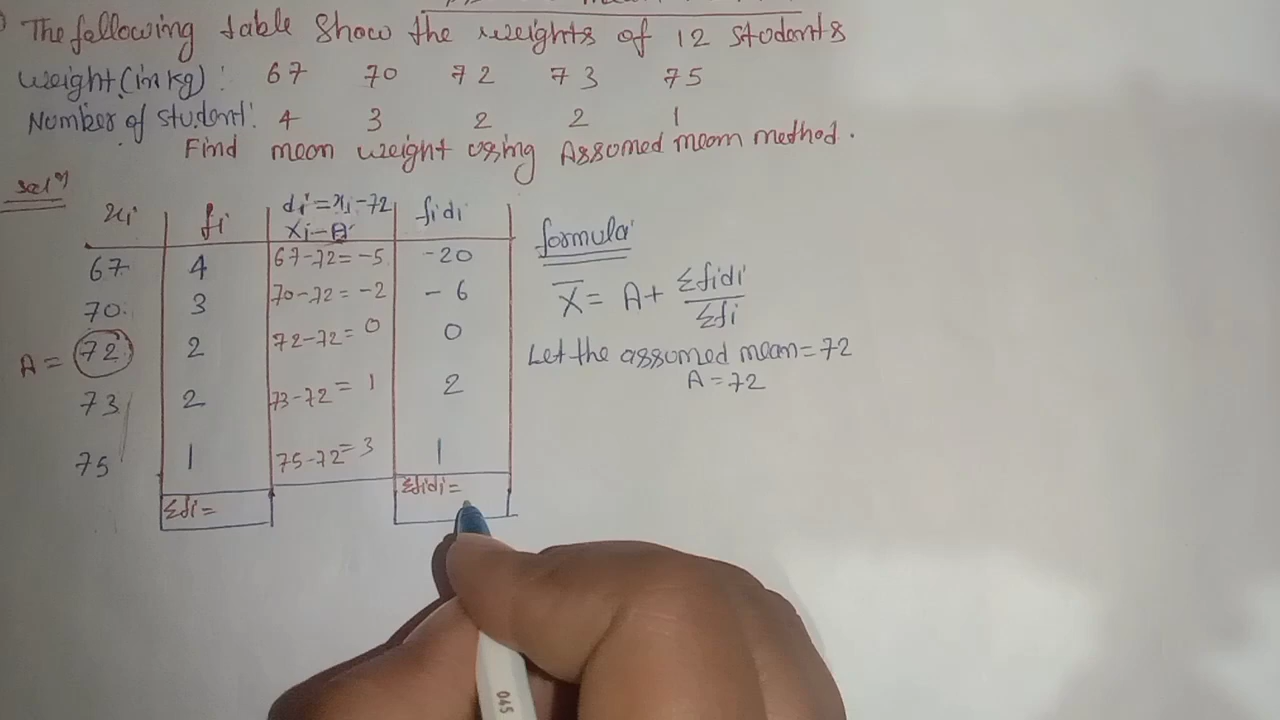 The following table show the weights of 12 students
Weight (in kg) : 67 70 72 73 75
Number of student: 4 3 2 2 1
Find mean weight using Assumed mean method.
Solⁿ
xi fi di = xi - 72 fidi
xi - A
67 4 67-72 = -5 -20
70 3 70-72 = -2 - 6
A = 72 2 72-72 = 0 0
73 2 73-72 = 1 2
75 1 75-72 = 3 1
Σfi = Σfidi =
formula
X̄ = A + Σfidi / Σfi
Let the assumed mean = 72
A = 72
045